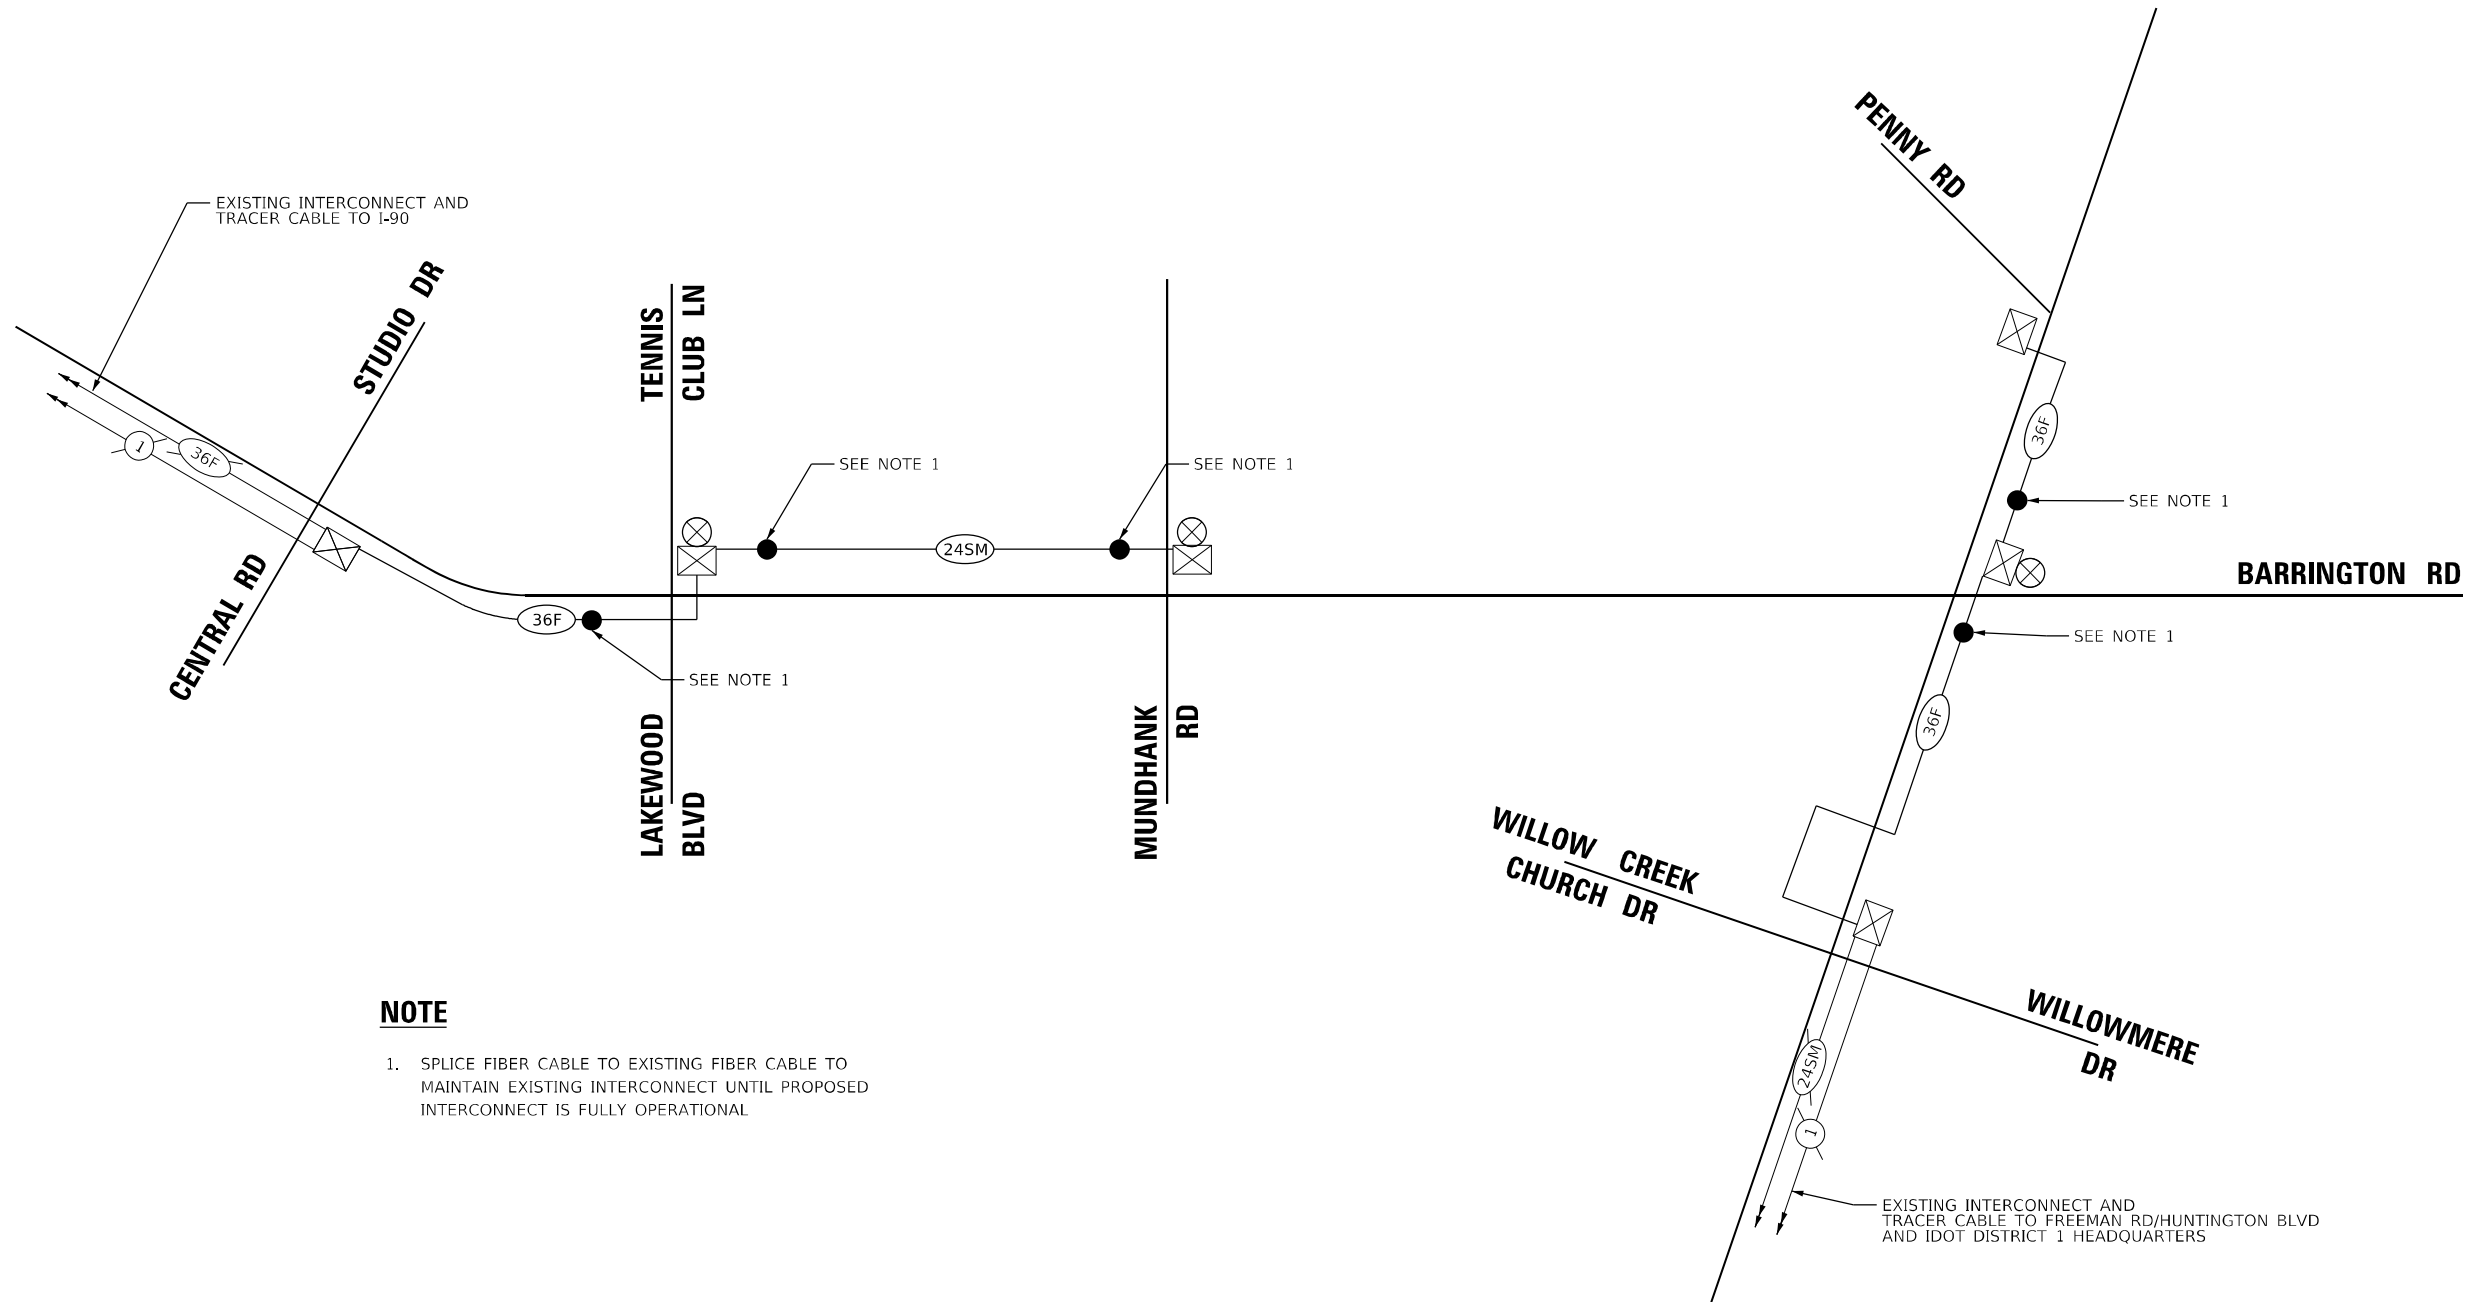 PENNY RD
EXISTING INTERCONNECT AND
TRACER CABLE TO I-90
STUDIO DR
TENNIS
CLUB LN
1
36F
SEE NOTE 1
SEE NOTE 1
36F
SEE NOTE 1
24SM
BARRINGTON RD
CENTRAL RD
36F
SEE NOTE 1
SEE NOTE 1
LAKEWOOD
BLVD
MUNDHANK
RD
36F
WILLOW CREEK
CHURCH DR
WILLOWMERE
DR
24SM
1
EXISTING INTERCONNECT AND
TRACER CABLE TO FREEMAN RD/HUNTINGTON BLVD
AND IDOT DISTRICT 1 HEADQUARTERS
NOTE
1. SPLICE FIBER CABLE TO EXISTING FIBER CABLE TO
MAINTAIN EXISTING INTERCONNECT UNTIL PROPOSED
INTERCONNECT IS FULLY OPERATIONAL